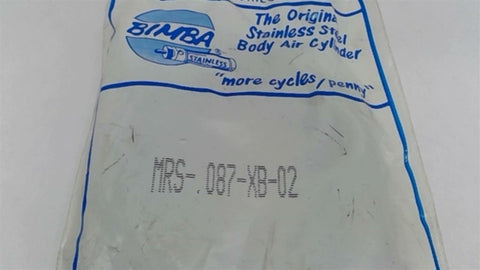 BIMBA
STAINLESS
The Original
Stainless Steel
Body Air Cylinder
"more cycles/penny"
MRS-.087-XB-02